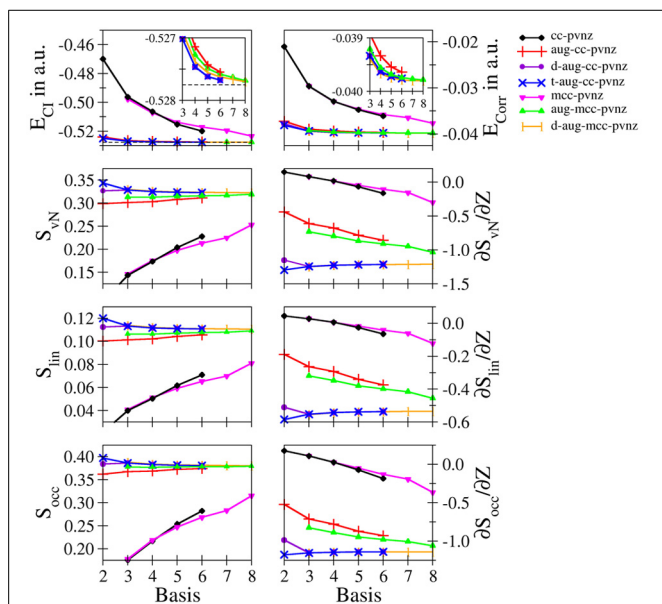 cc-pvnz
aug-cc-pvnz
d-aug-cc-pvnz
t-aug-cc-pvnz
mcc-pvnz
aug-mcc-pvnz
d-aug-mcc-pvnz
E_CI in a.u.
-0.46
-0.48
-0.50
-0.52
-0.527
-0.528
3 4 5 6 7 8
E_Corr in a.u.
-0.02
-0.03
-0.04
-0.039
-0.040
3 4 5 6 7 8
S_vN
0.35
0.30
0.25
0.20
0.15
∂S_vN/∂Z
0.0
-0.5
-1.0
-1.5
S_lin
0.12
0.10
0.08
0.06
0.04
∂S_lin/∂Z
0.0
-0.2
-0.4
-0.6
S_occ
0.40
0.35
0.30
0.25
0.20
∂S_occ/∂Z
0.0
-0.5
-1.0
2 3 4 5 6 7 8
Basis
2 3 4 5 6 7 8
Basis